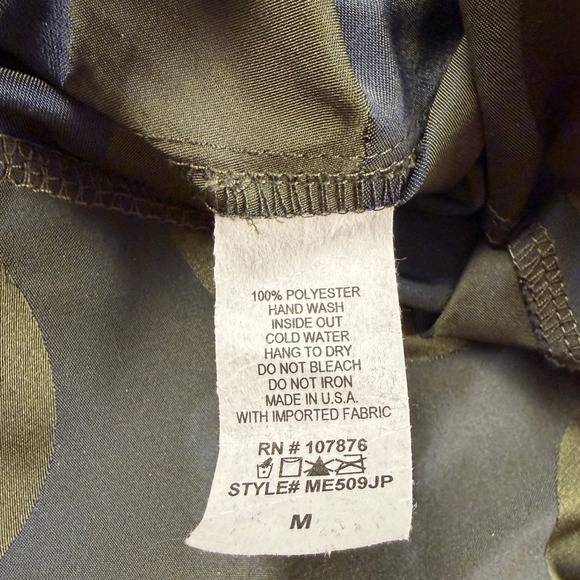 100% POLYESTER
HAND WASH
INSIDE OUT
COLD WATER
HANG TO DRY
DO NOT BLEACH
DO NOT IRON
MADE IN U.S.A.
WITH IMPORTED FABRIC
RN # 107876
STYLE# ME509JP
M